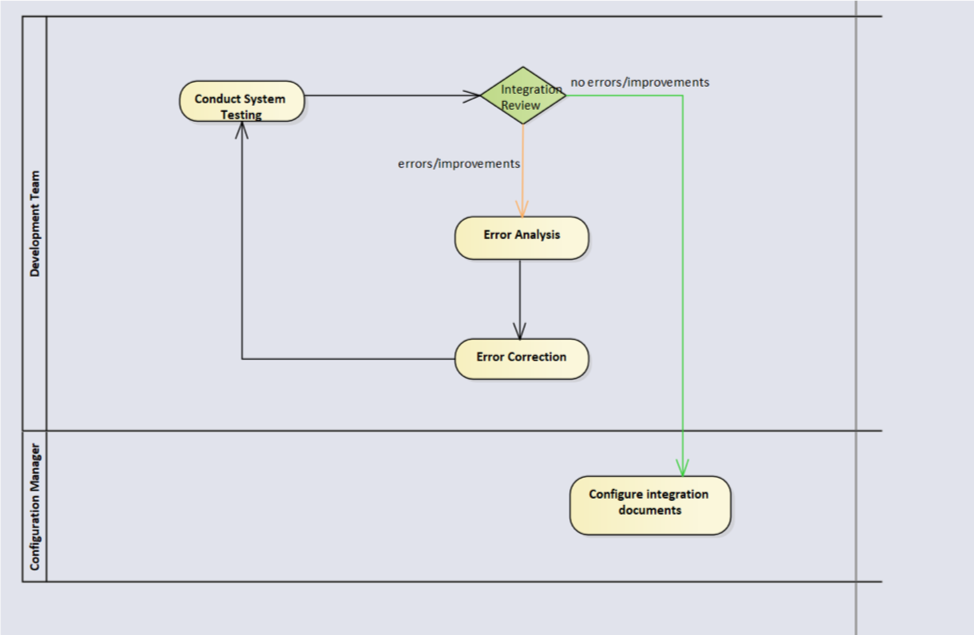 Development Team
Conduct System
Testing
Integration
Review
no errors/improvements
errors/improvements
Error Analysis
Error Correction
Configuration Manager
Configure integration
documents